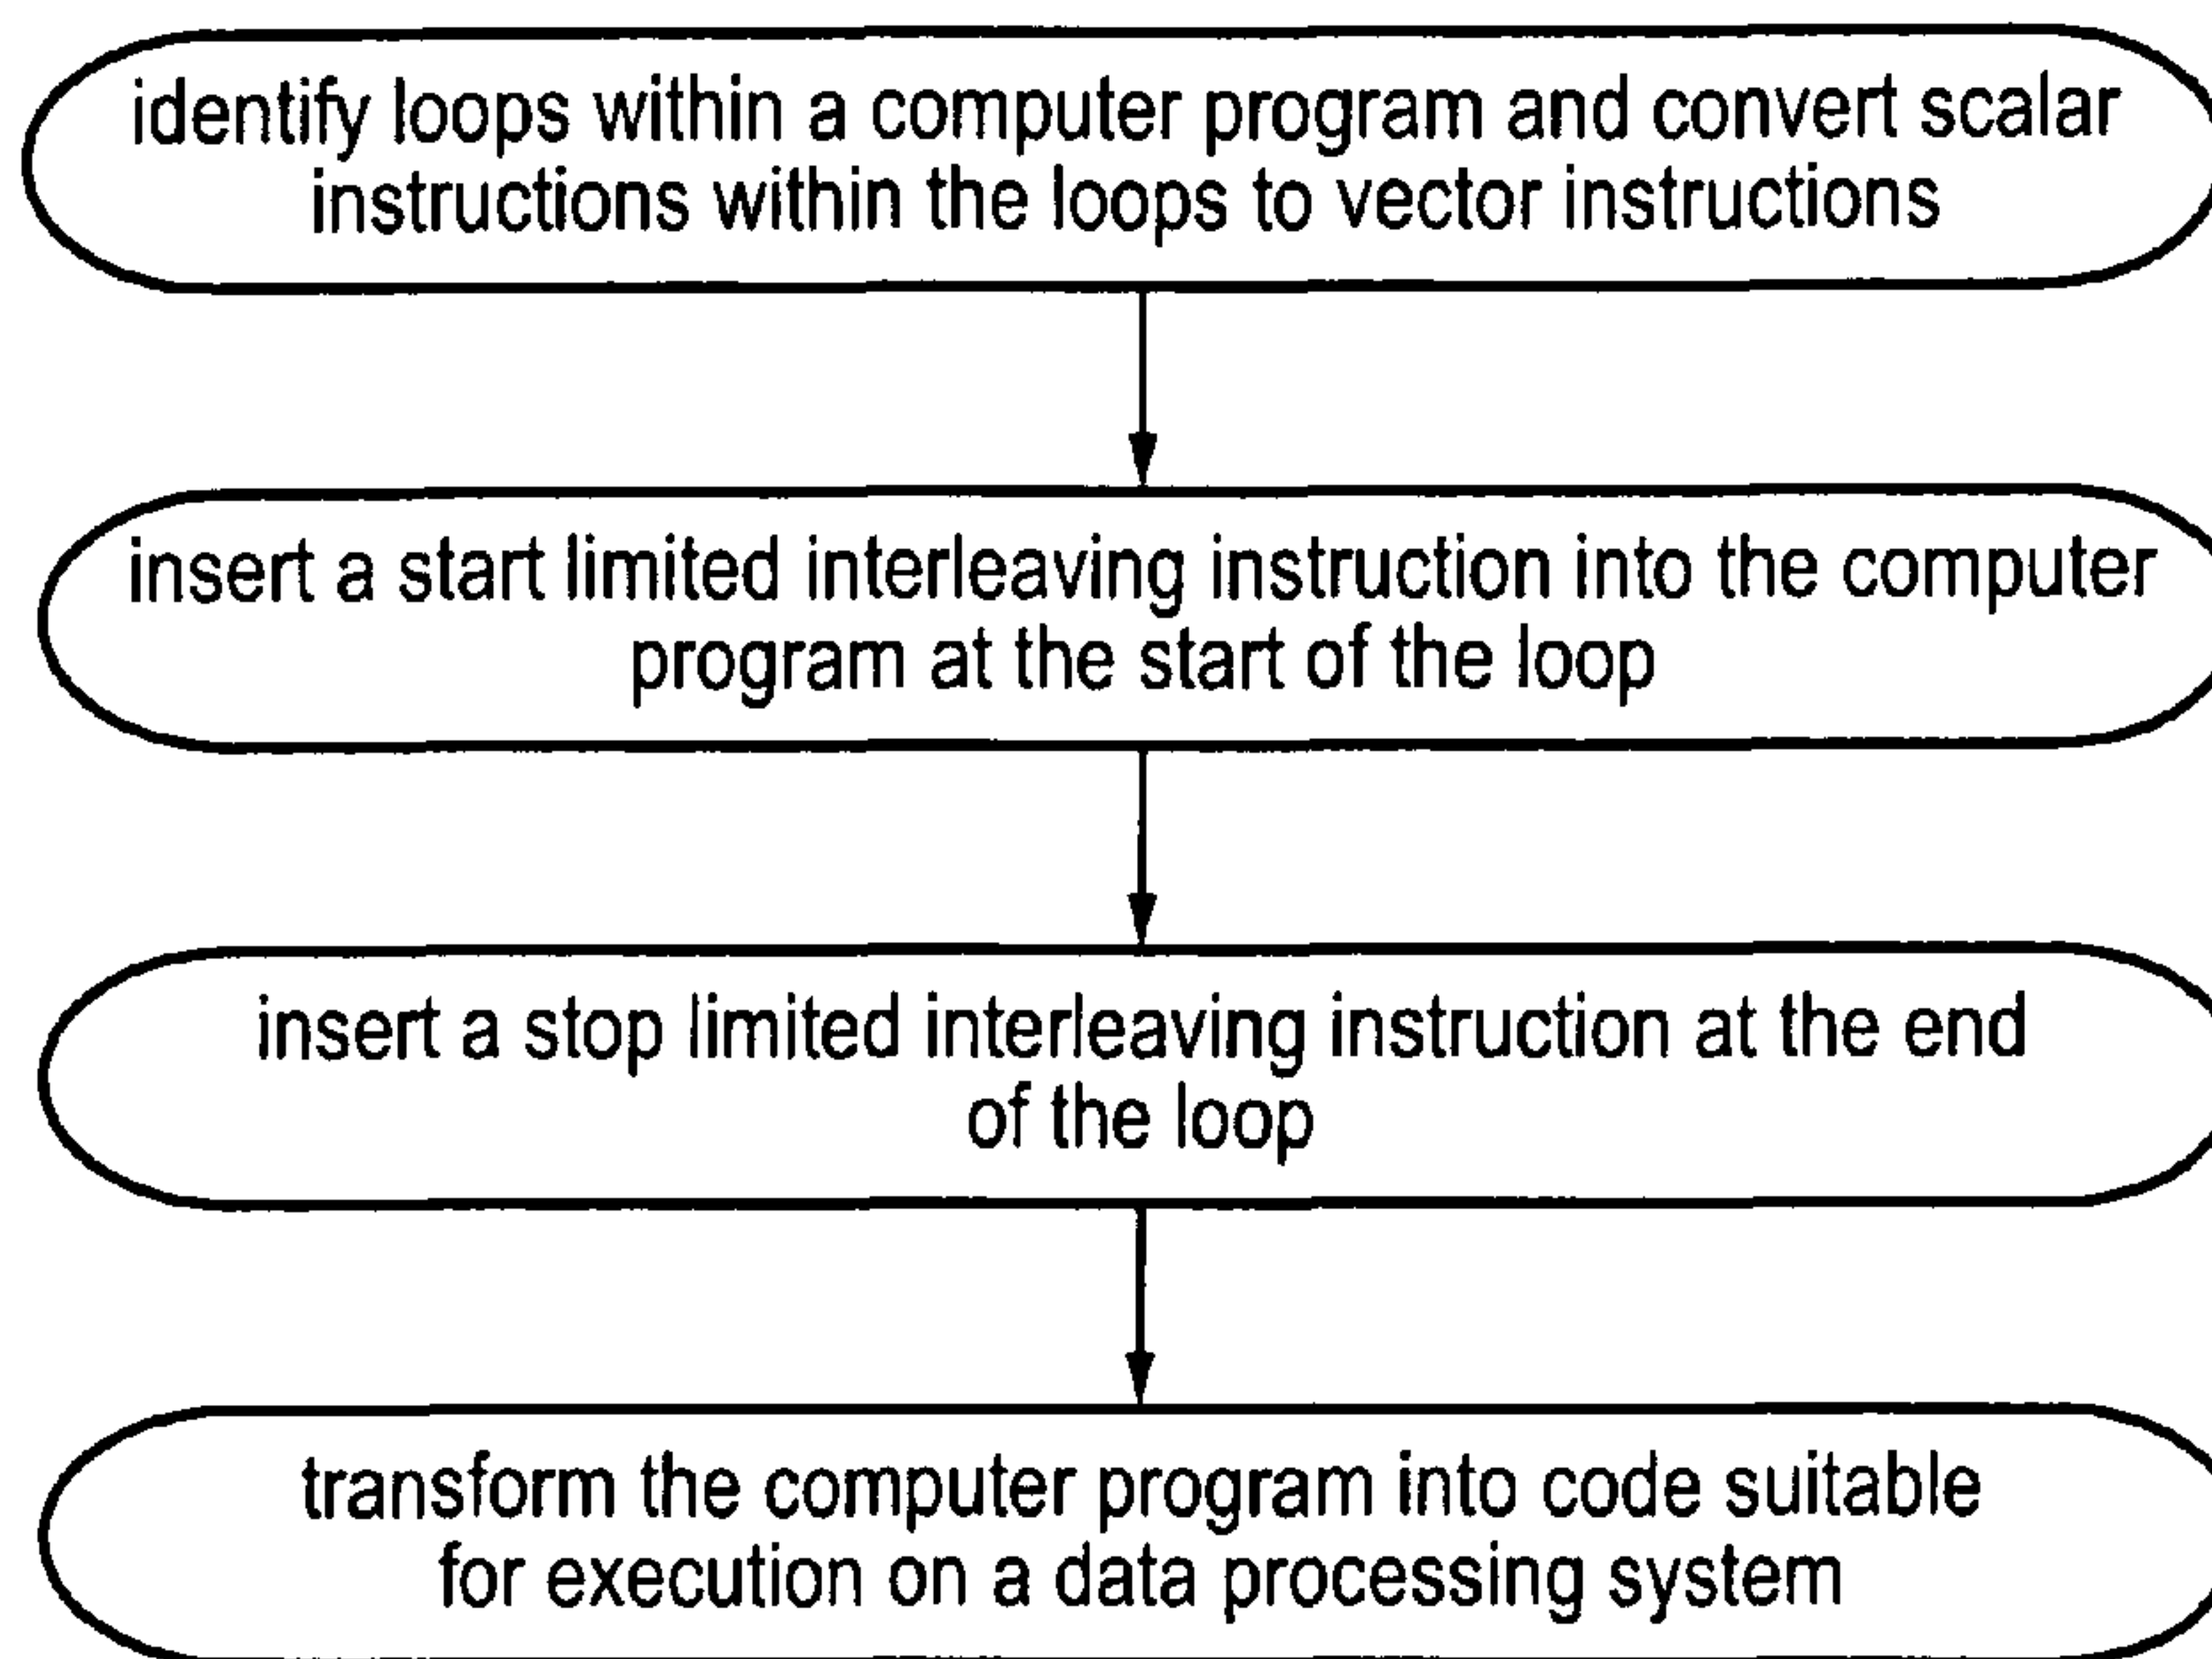 identify loops within a computer program and convert scalar
instructions within the loops to vector instructions
insert a start limited interleaving instruction into the computer
program at the start of the loop
insert a stop limited interleaving instruction at the end
of the loop
transform the computer program into code suitable
for execution on a data processing system